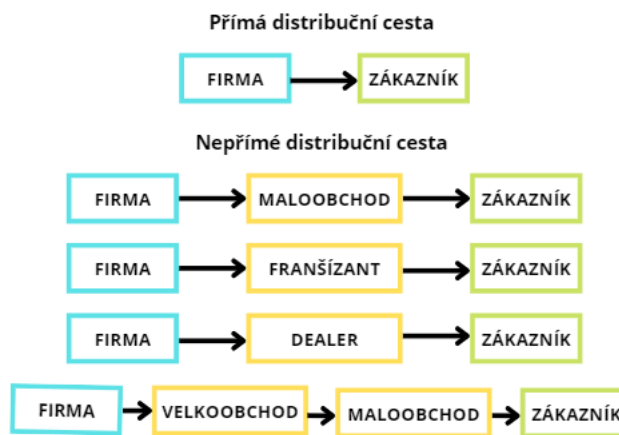 Přímá distribuční cesta
FIRMA ZÁKAZNÍK
Nepřímé distribuční cesta
FIRMA MALOOBCHOD ZÁKAZNÍK
FIRMA FRANŠÍZANT ZÁKAZNÍK
FIRMA DEALER ZÁKAZNÍK
FIRMA VELKOOBCHOD MALOOBCHOD ZÁKAZNÍK